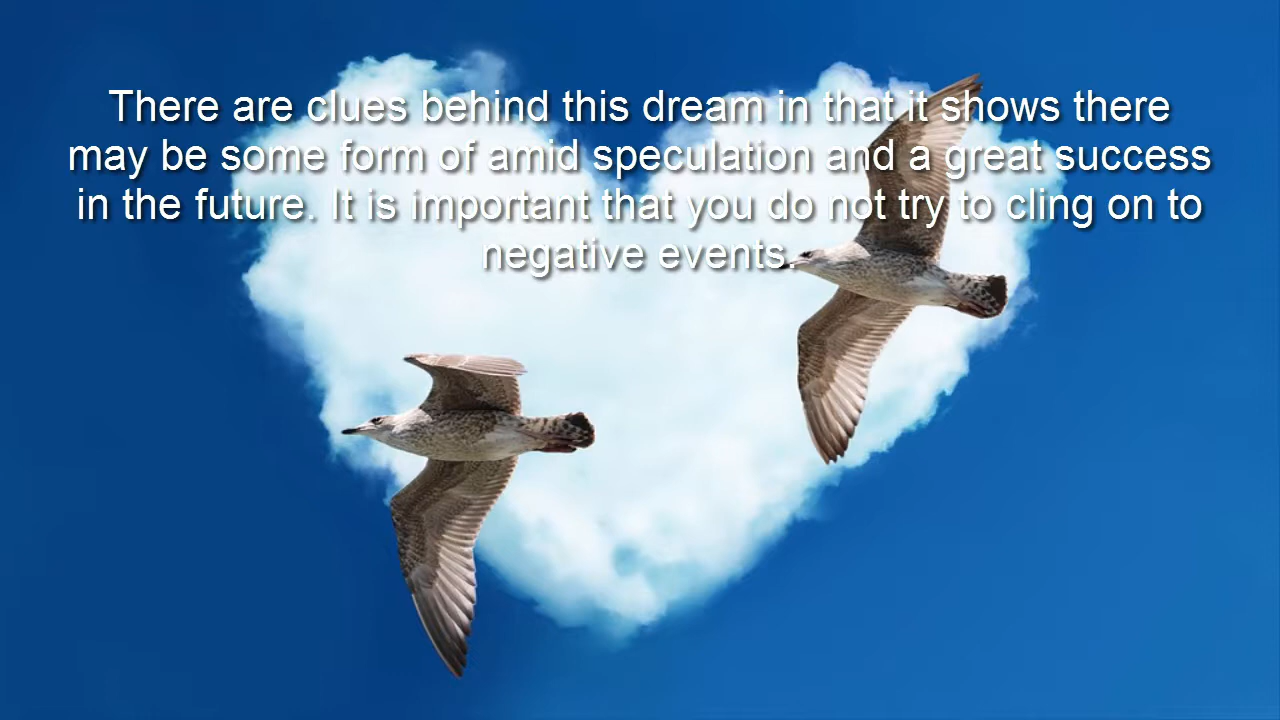 There are clues behind this dream in that it shows there
may be some form of amid speculation and a great success
in the future. It is important that you do not try to cling on to
negative events.